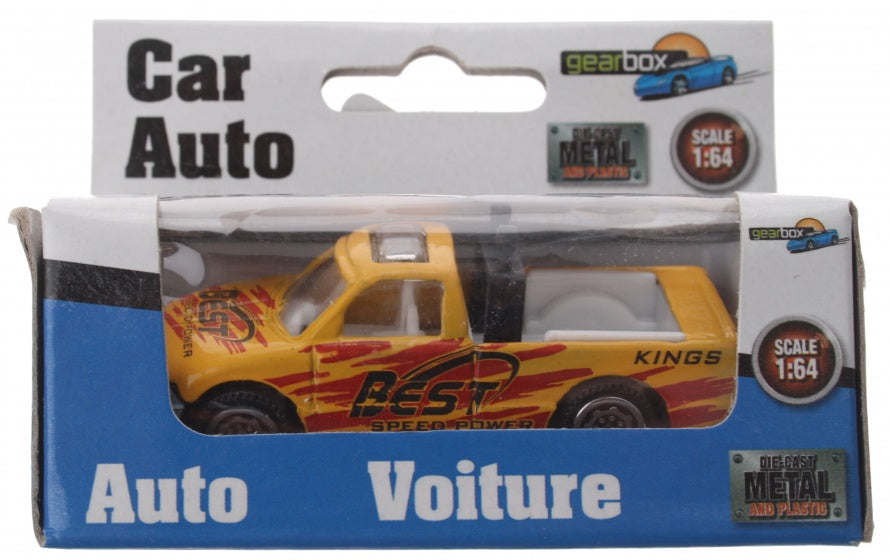 Car
Auto
gearbox
DIE-CAST
METAL
AND PLASTIC
SCALE
1:64
gearbox
BEST
SPEED POWER
BEST
SPEED POWER
KINGS
SCALE
1:64
Auto
Voiture
DIE-CAST
METAL
AND PLASTIC